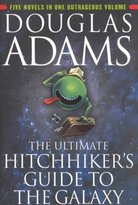 FIVE NOVELS IN ONE OUTRAGEOUS VOLUME
DOUGLAS
ADAMS
THE ULTIMATE
HITCHHIKER'S
GUIDE TO THE
GALAXY